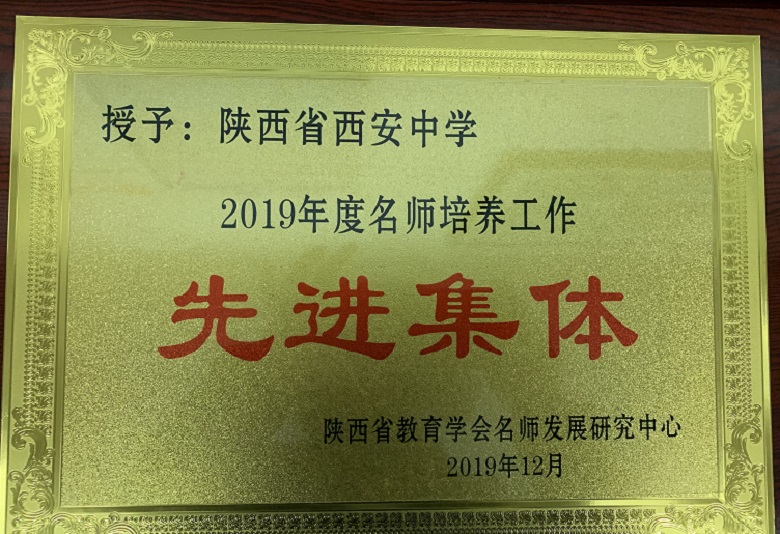 授予：陕西省西安中学
2019年度名师培养工作
先进集体
陕西省教育学会名师发展研究中心
2019年12月